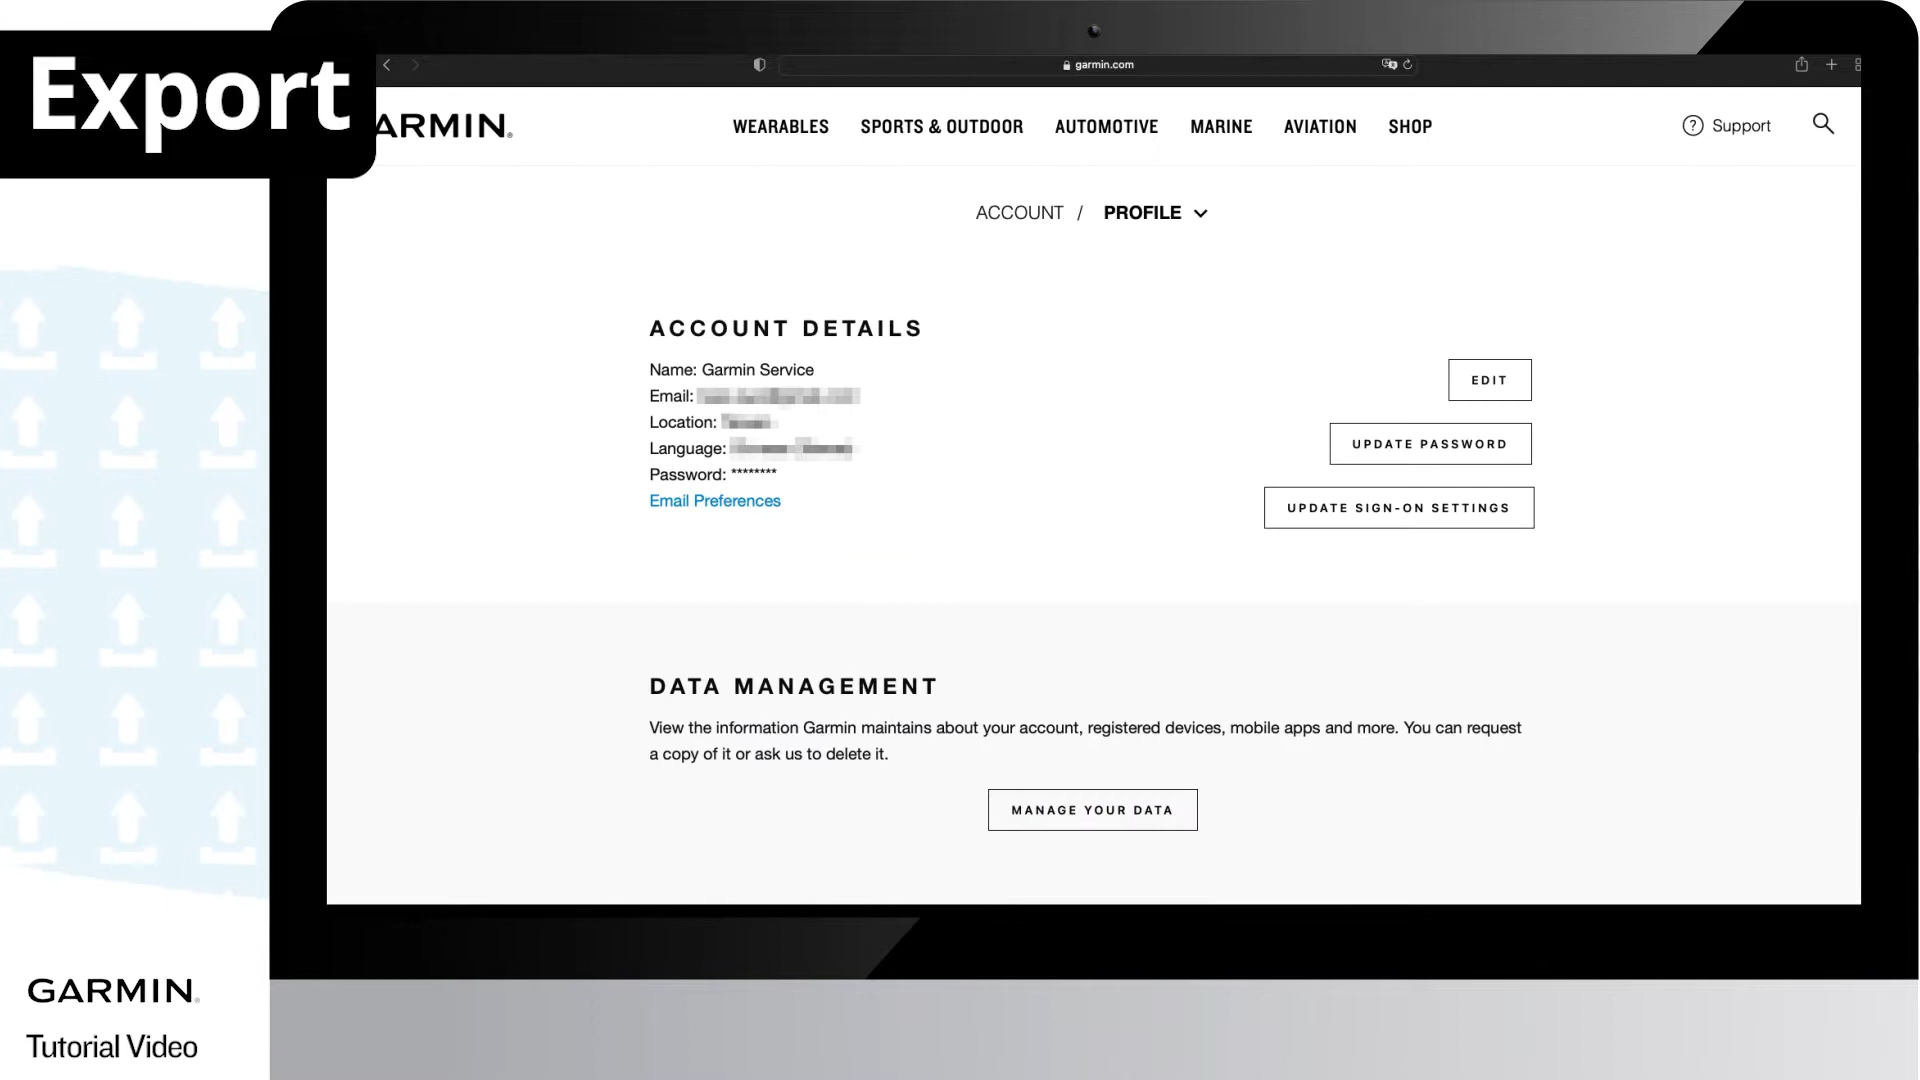 Export
garmin.com
ARMIN
WEARABLES SPORTS & OUTDOOR AUTOMOTIVE MARINE AVIATION SHOP
? Support
ACCOUNT / PROFILE
ACCOUNT DETAILS
Name: Garmin Service
Email:
Location:
Language:
Password: ********
Email Preferences
EDIT
UPDATE PASSWORD
UPDATE SIGN-ON SETTINGS
DATA MANAGEMENT
View the information Garmin maintains about your account, registered devices, mobile apps and more. You can request
a copy of it or ask us to delete it.
MANAGE YOUR DATA
GARMIN
Tutorial Video